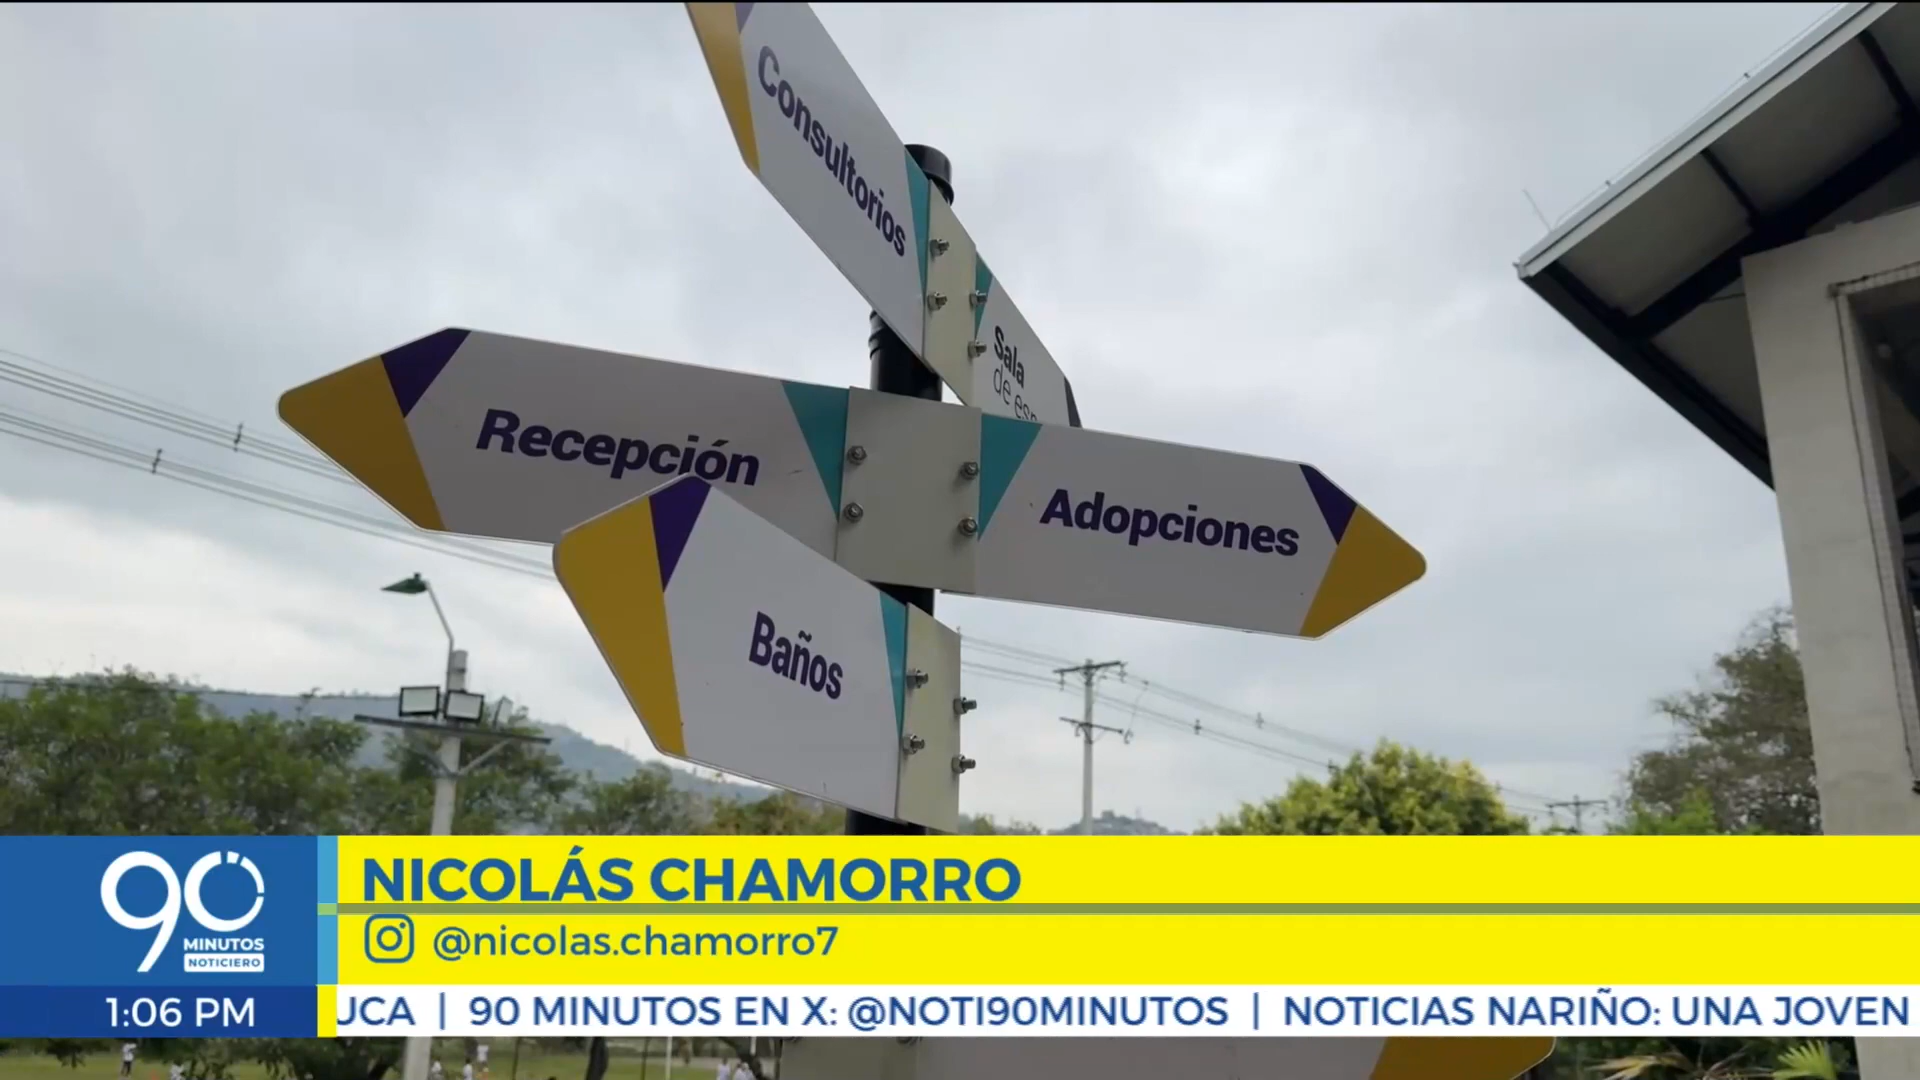 Consultorios
Sala
de
Recepción
Adopciones
Baños
90
MINUTOS
NOTICIERO
NICOLÁS CHAMORRO
@nicolas.chamorro7
1:06 PM
UCA | 90 MINUTOS EN X: @NOTI90MINUTOS | NOTICIAS NARIÑO: UNA JOVEN